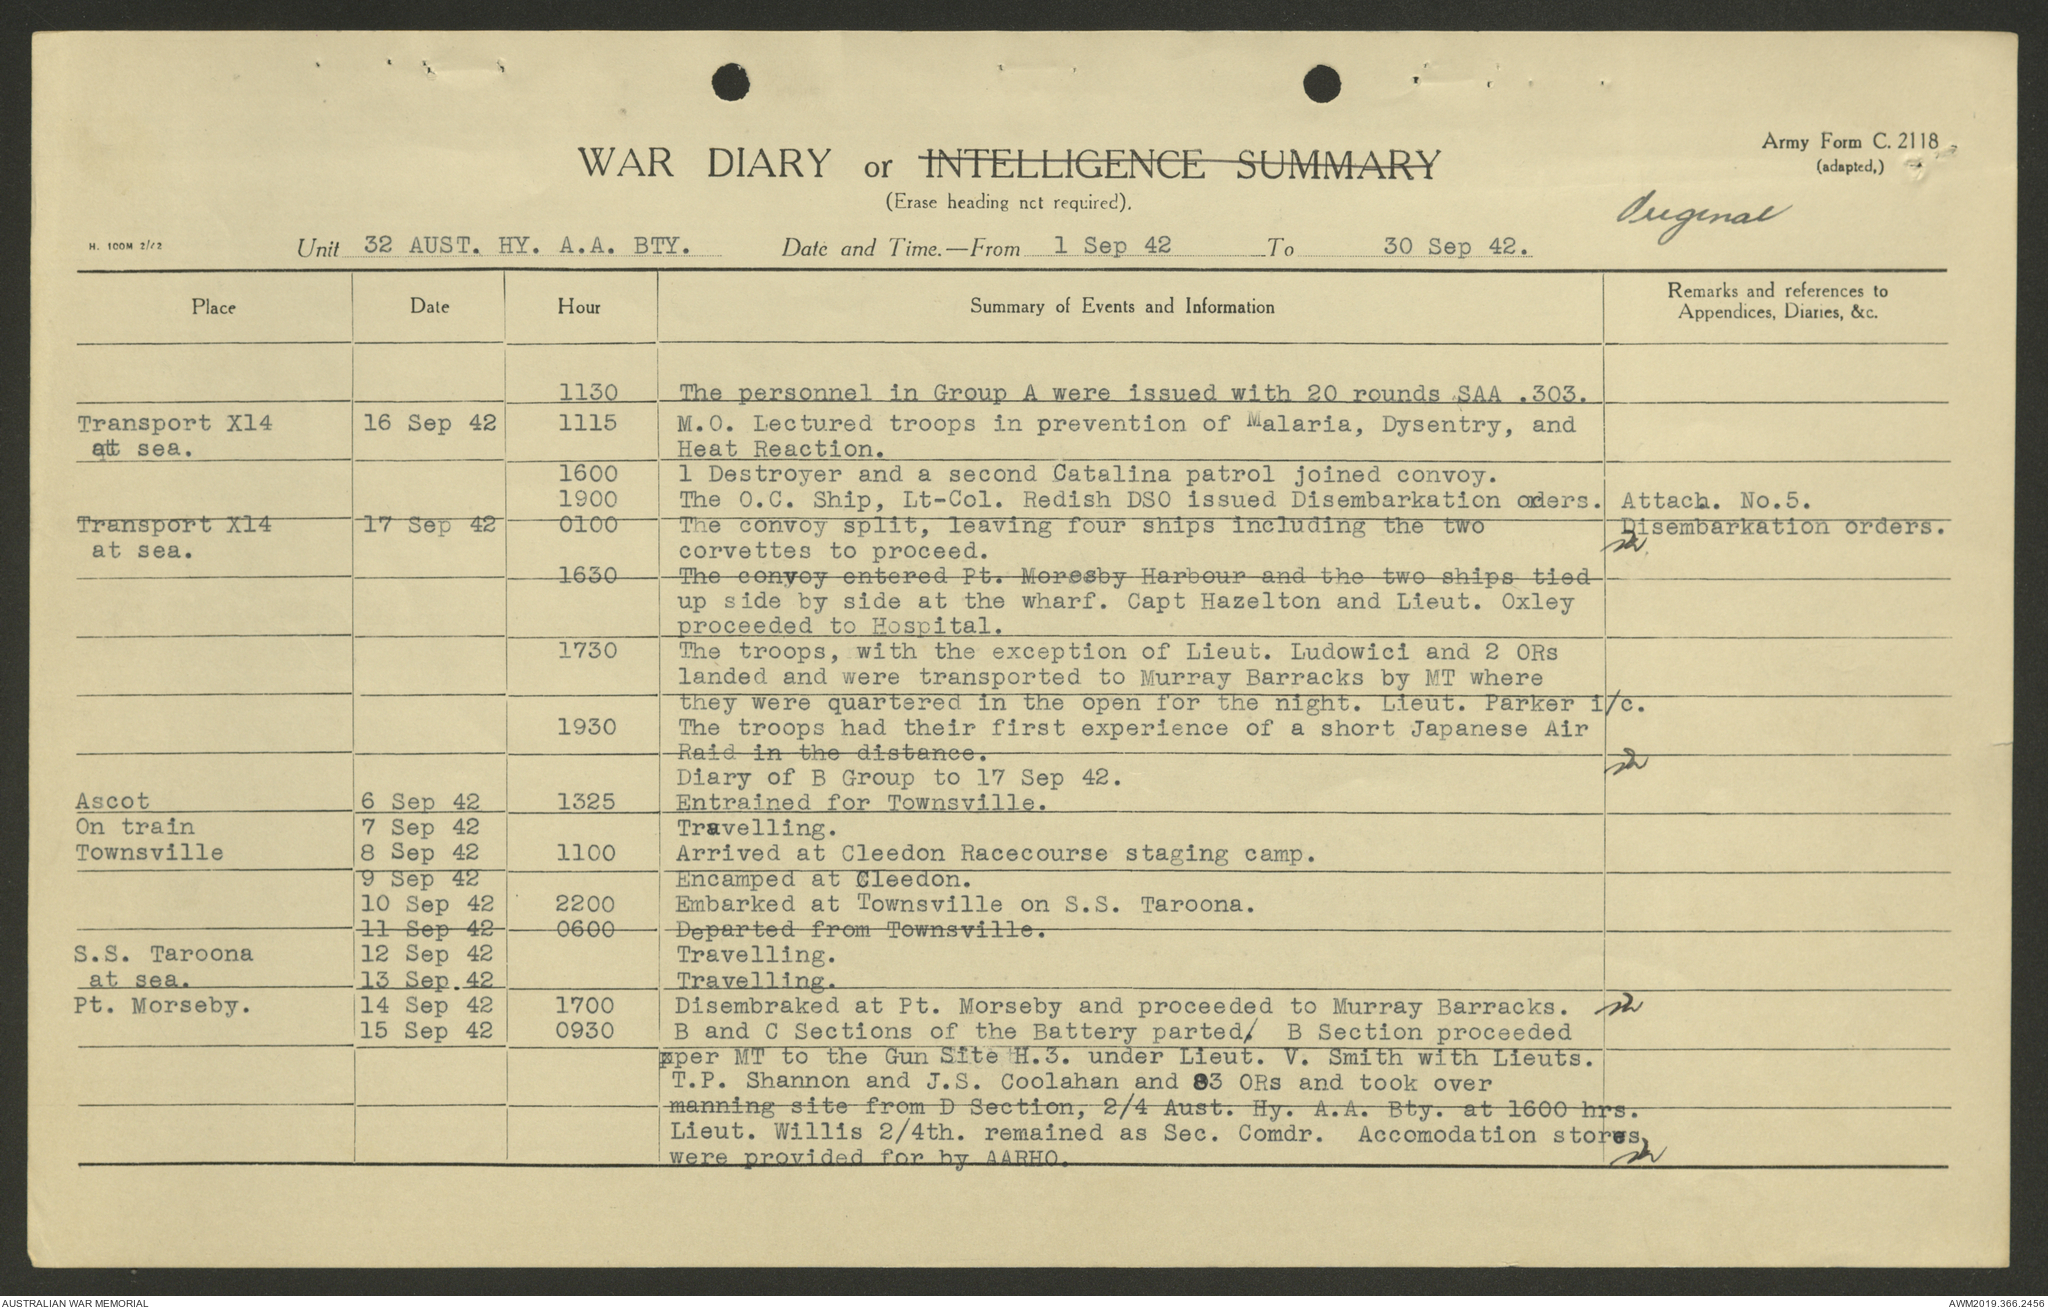 Army Form C. 2118
(adapted,)
WAR DIARY or INTELLIGENCE SUMMARY
(Erase heading not required).
Original
H. 100M 2/42
Unit 32 AUST. HY. A.A. BTY. Date and Time.—From 1 Sep 42 To 30 Sep 42.
Place Date Hour Summary of Events and Information Remarks and references to
Appendices, Diaries, &c.
1130 The personnel in Group A were issued with 20 rounds SAA .303.
Transport X14 16 Sep 42 1115 M.O. Lectured troops in prevention of Malaria, Dysentry, and
at sea. Heat Reaction.
1600 1 Destroyer and a second Catalina patrol joined convoy.
1900 The O.C. Ship, Lt-Col. Redish DSO issued Disembarkation orders. Attach. No.5.
Transport X14 17 Sep 42 0100 The convoy split, leaving four ships including the two Disembarkation orders.
at sea. corvettes to proceed.
1630 The convoy entered Pt. Moresby Harbour and the two ships tied
up side by side at the wharf. Capt Hazelton and Lieut. Oxley
proceeded to Hospital.
1730 The troops, with the exception of Lieut. Ludowici and 2 ORs
landed and were transported to Murray Barracks by MT where
they were quartered in the open for the night. Lieut. Parker i/c.
1930 The troops had their first experience of a short Japanese Air
Raid in the distance.
Diary of B Group to 17 Sep 42.
Ascot 6 Sep 42 1325 Entrained for Townsville.
On train 7 Sep 42 Travelling.
Townsville 8 Sep 42 1100 Arrived at Cleedon Racecourse staging camp.
9 Sep 42 Encamped at Cleedon.
10 Sep 42 2200 Embarked at Townsville on S.S. Taroona.
11 Sep 42 0600 Departed from Townsville.
S.S. Taroona 12 Sep 42 Travelling.
at sea. 13 Sep.42 Travelling.
Pt. Morseby. 14 Sep 42 1700 Disembraked at Pt. Morseby and proceeded to Murray Barracks.
15 Sep 42 0930 B and C Sections of the Battery parted. B Section proceeded
per MT to the Gun Site H.3. under Lieut. V. Smith with Lieuts.
T.P. Shannon and J.S. Coolahan and 83 ORs and took over
manning site from D Section, 2/4 Aust. Hy. A.A. Bty. at 1600 hrs.
Lieut. Willis 2/4th. remained as Sec. Comdr. Accomodation stores
were provided for by AARHO.
AUSTRALIAN WAR MEMORIAL
AWM2019.366.2456